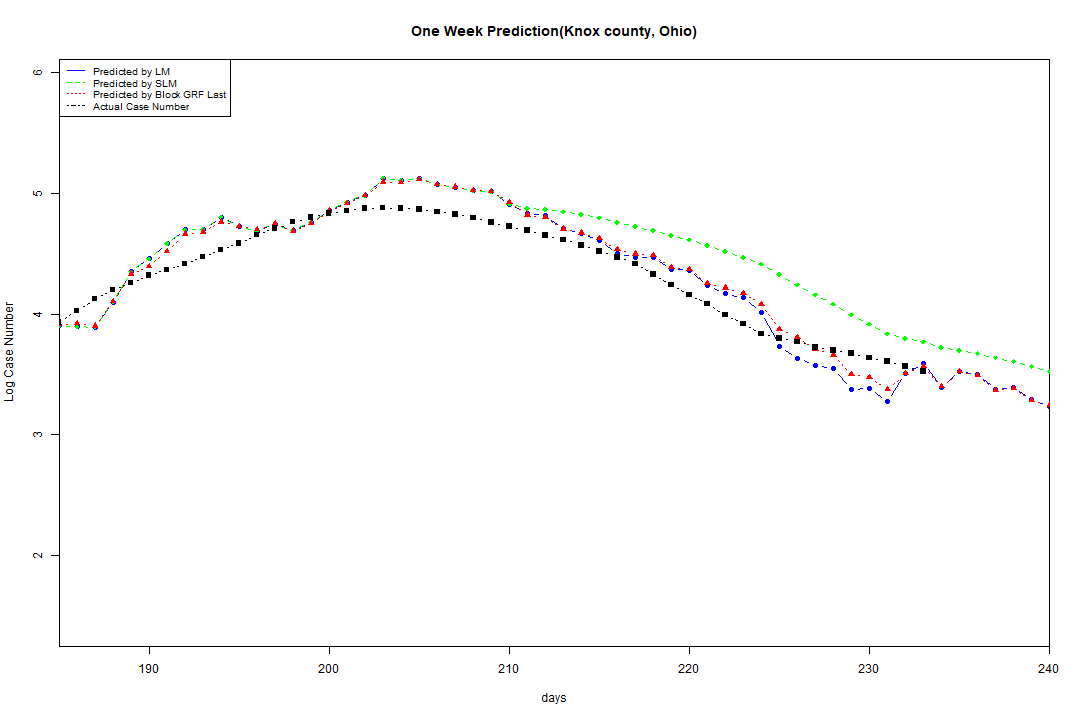 One Week Prediction(Knox county, Ohio)
Predicted by LM
Predicted by SLM
Predicted by Block GRF Last
Actual Case Number
6
5
4
3
2
Log Case Number
190 200 210 220 230 240
days